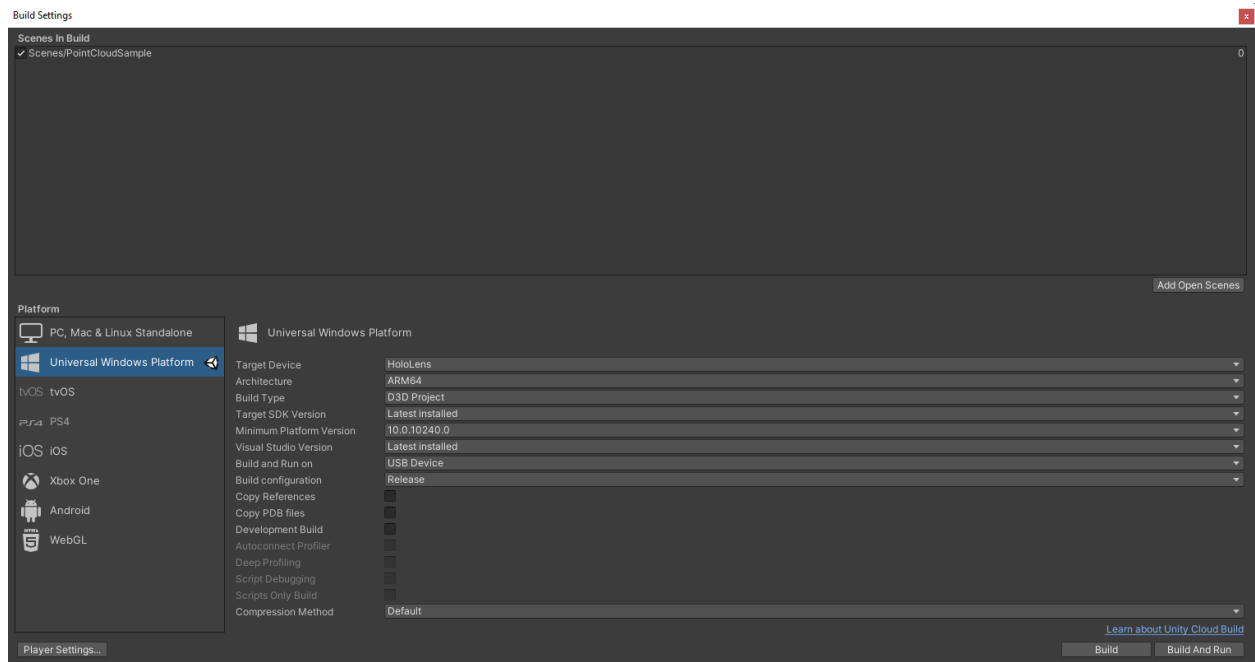 Build Settings
x
Scenes In Build
Scenes/PointCloudSample 0
Add Open Scenes
Platform
PC, Mac & Linux Standalone
Universal Windows Platform
tvOS tvOS
PS4 PS4
iOS iOS
Xbox One
Android
HTML 5 WebGL
Universal Windows Platform
Target Device HoloLens
Architecture ARM64
Build Type D3D Project
Target SDK Version Latest installed
Minimum Platform Version 10.0.10240.0
Visual Studio Version Latest installed
Build and Run on USB Device
Build configuration Release
Copy References
Copy PDB files
Development Build
Autoconnect Profiler
Deep Profiling
Script Debugging
Scripts Only Build
Compression Method Default
Learn about Unity Cloud Build
Player Settings... Build Build And Run